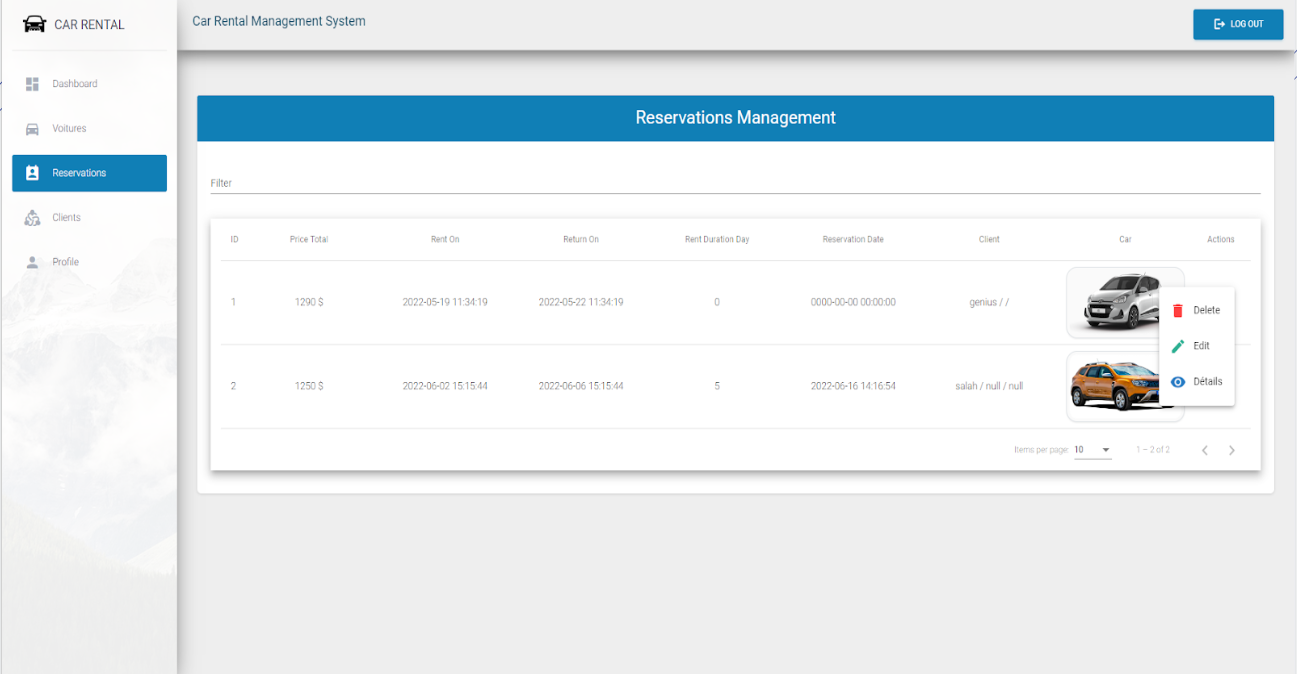 CAR RENTAL
Car Rental Management System
LOG OUT
Dashboard
Voitures
Reservations
Clients
Profile
Reservations Management
Filter
ID Price Total Rent On Return On Rent Duration Day Reservation Date Client Car Actions
1 1290 $ 2022-05-19 11:34:19 2022-05-22 11:34:19 0 0000-00-00 00:00:00 genius / /
Delete
Edit
2 1250 $ 2022-06-02 15:15:44 2022-06-06 15:15:44 5 2022-06-16 14:16:54 salah / null / null
Détails
Items per page: 10 1 – 2 of 2